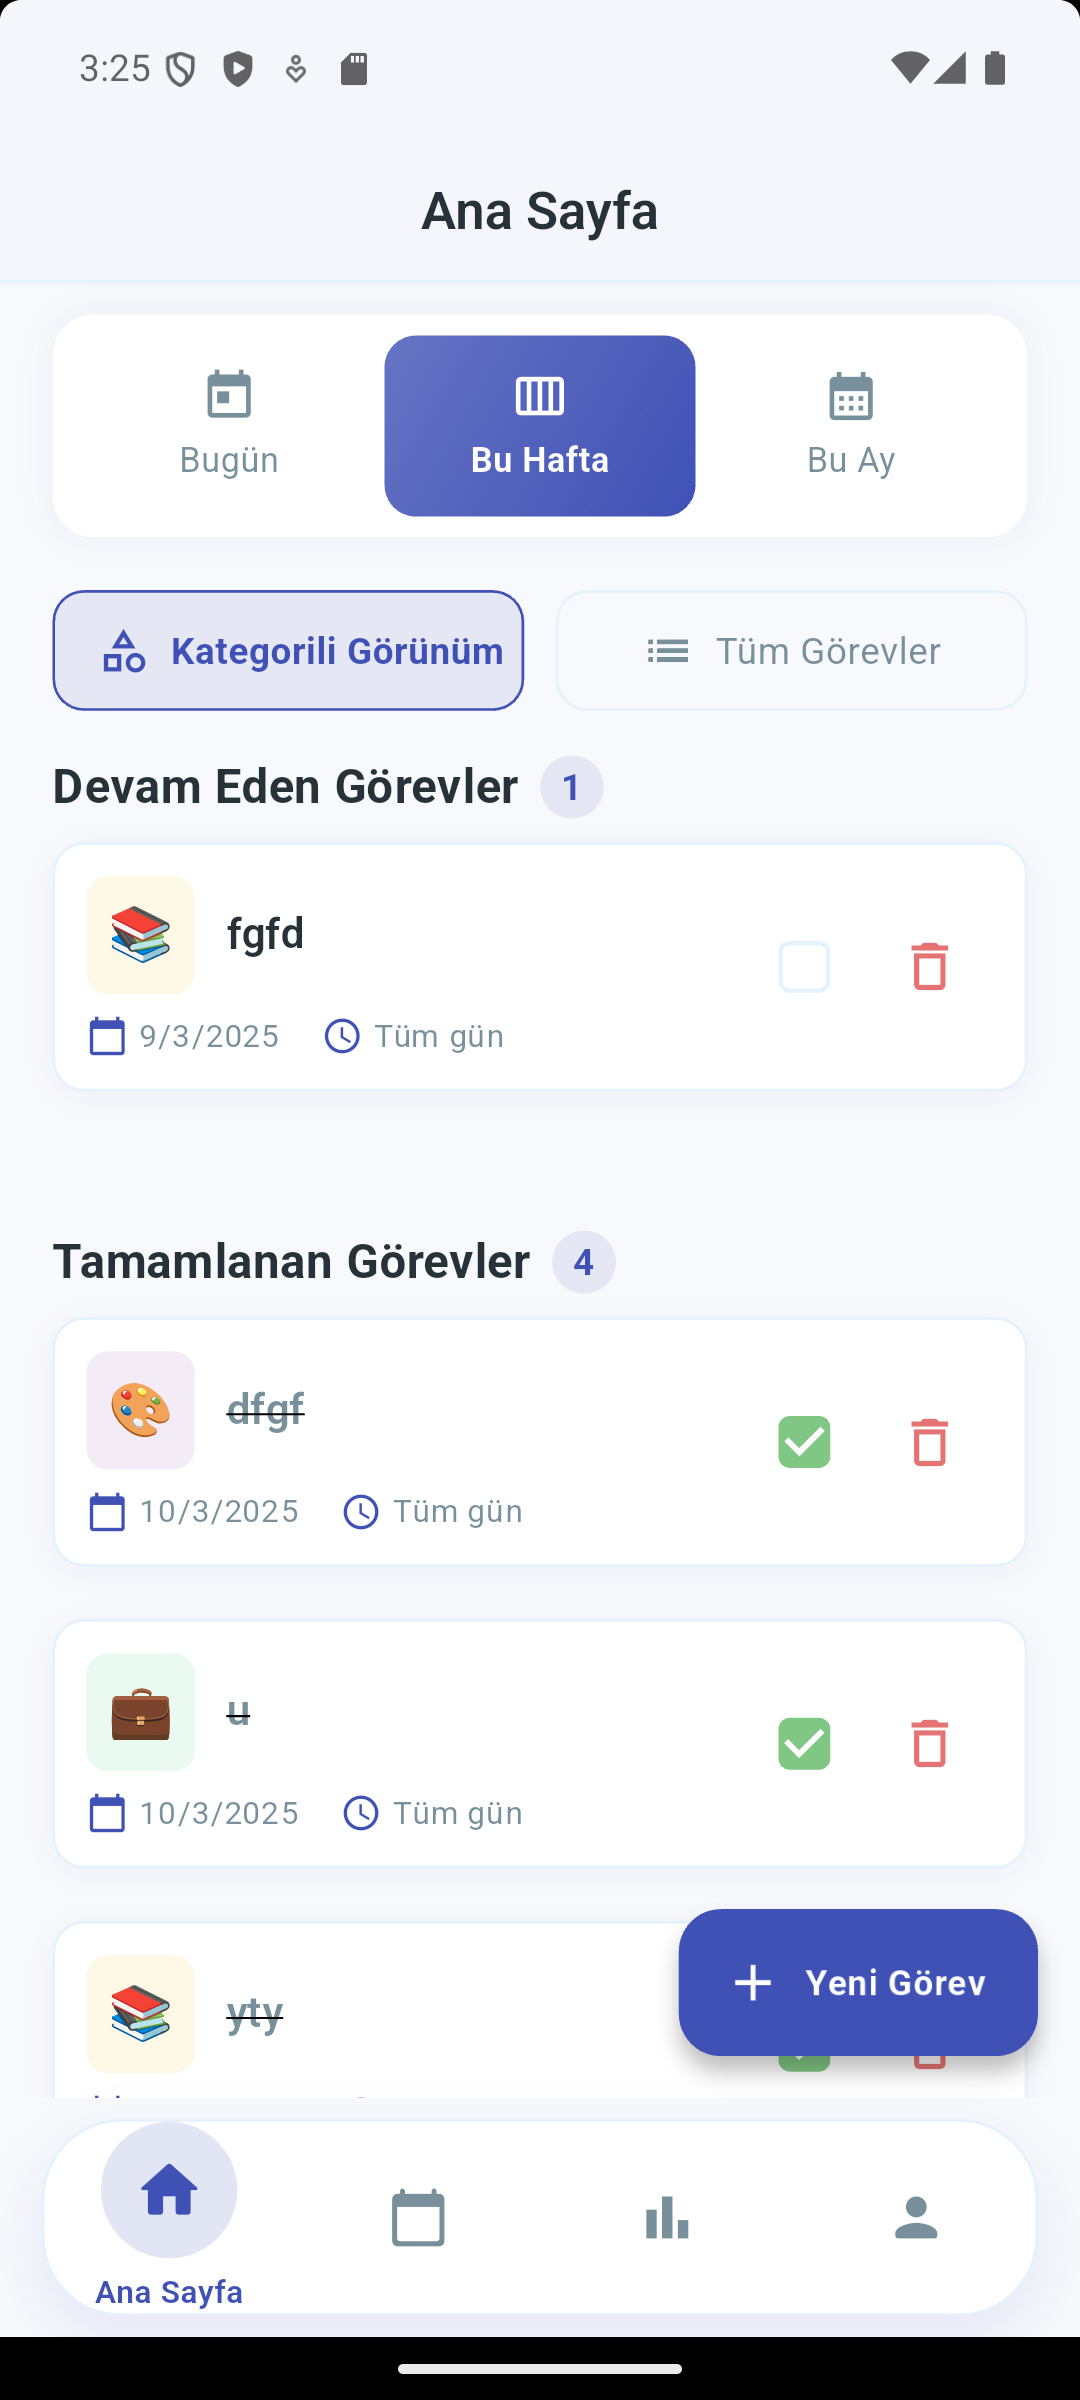 3:25
Ana Sayfa
Bugün
Bu Hafta
Bu Ay
Kategorili Görünüm
Tüm Görevler
Devam Eden Görevler 1
fgfd
9/3/2025 Tüm gün
Tamamlanan Görevler 4
dfgf
10/3/2025 Tüm gün
u
10/3/2025 Tüm gün
yty
Yeni Görev
Ana Sayfa